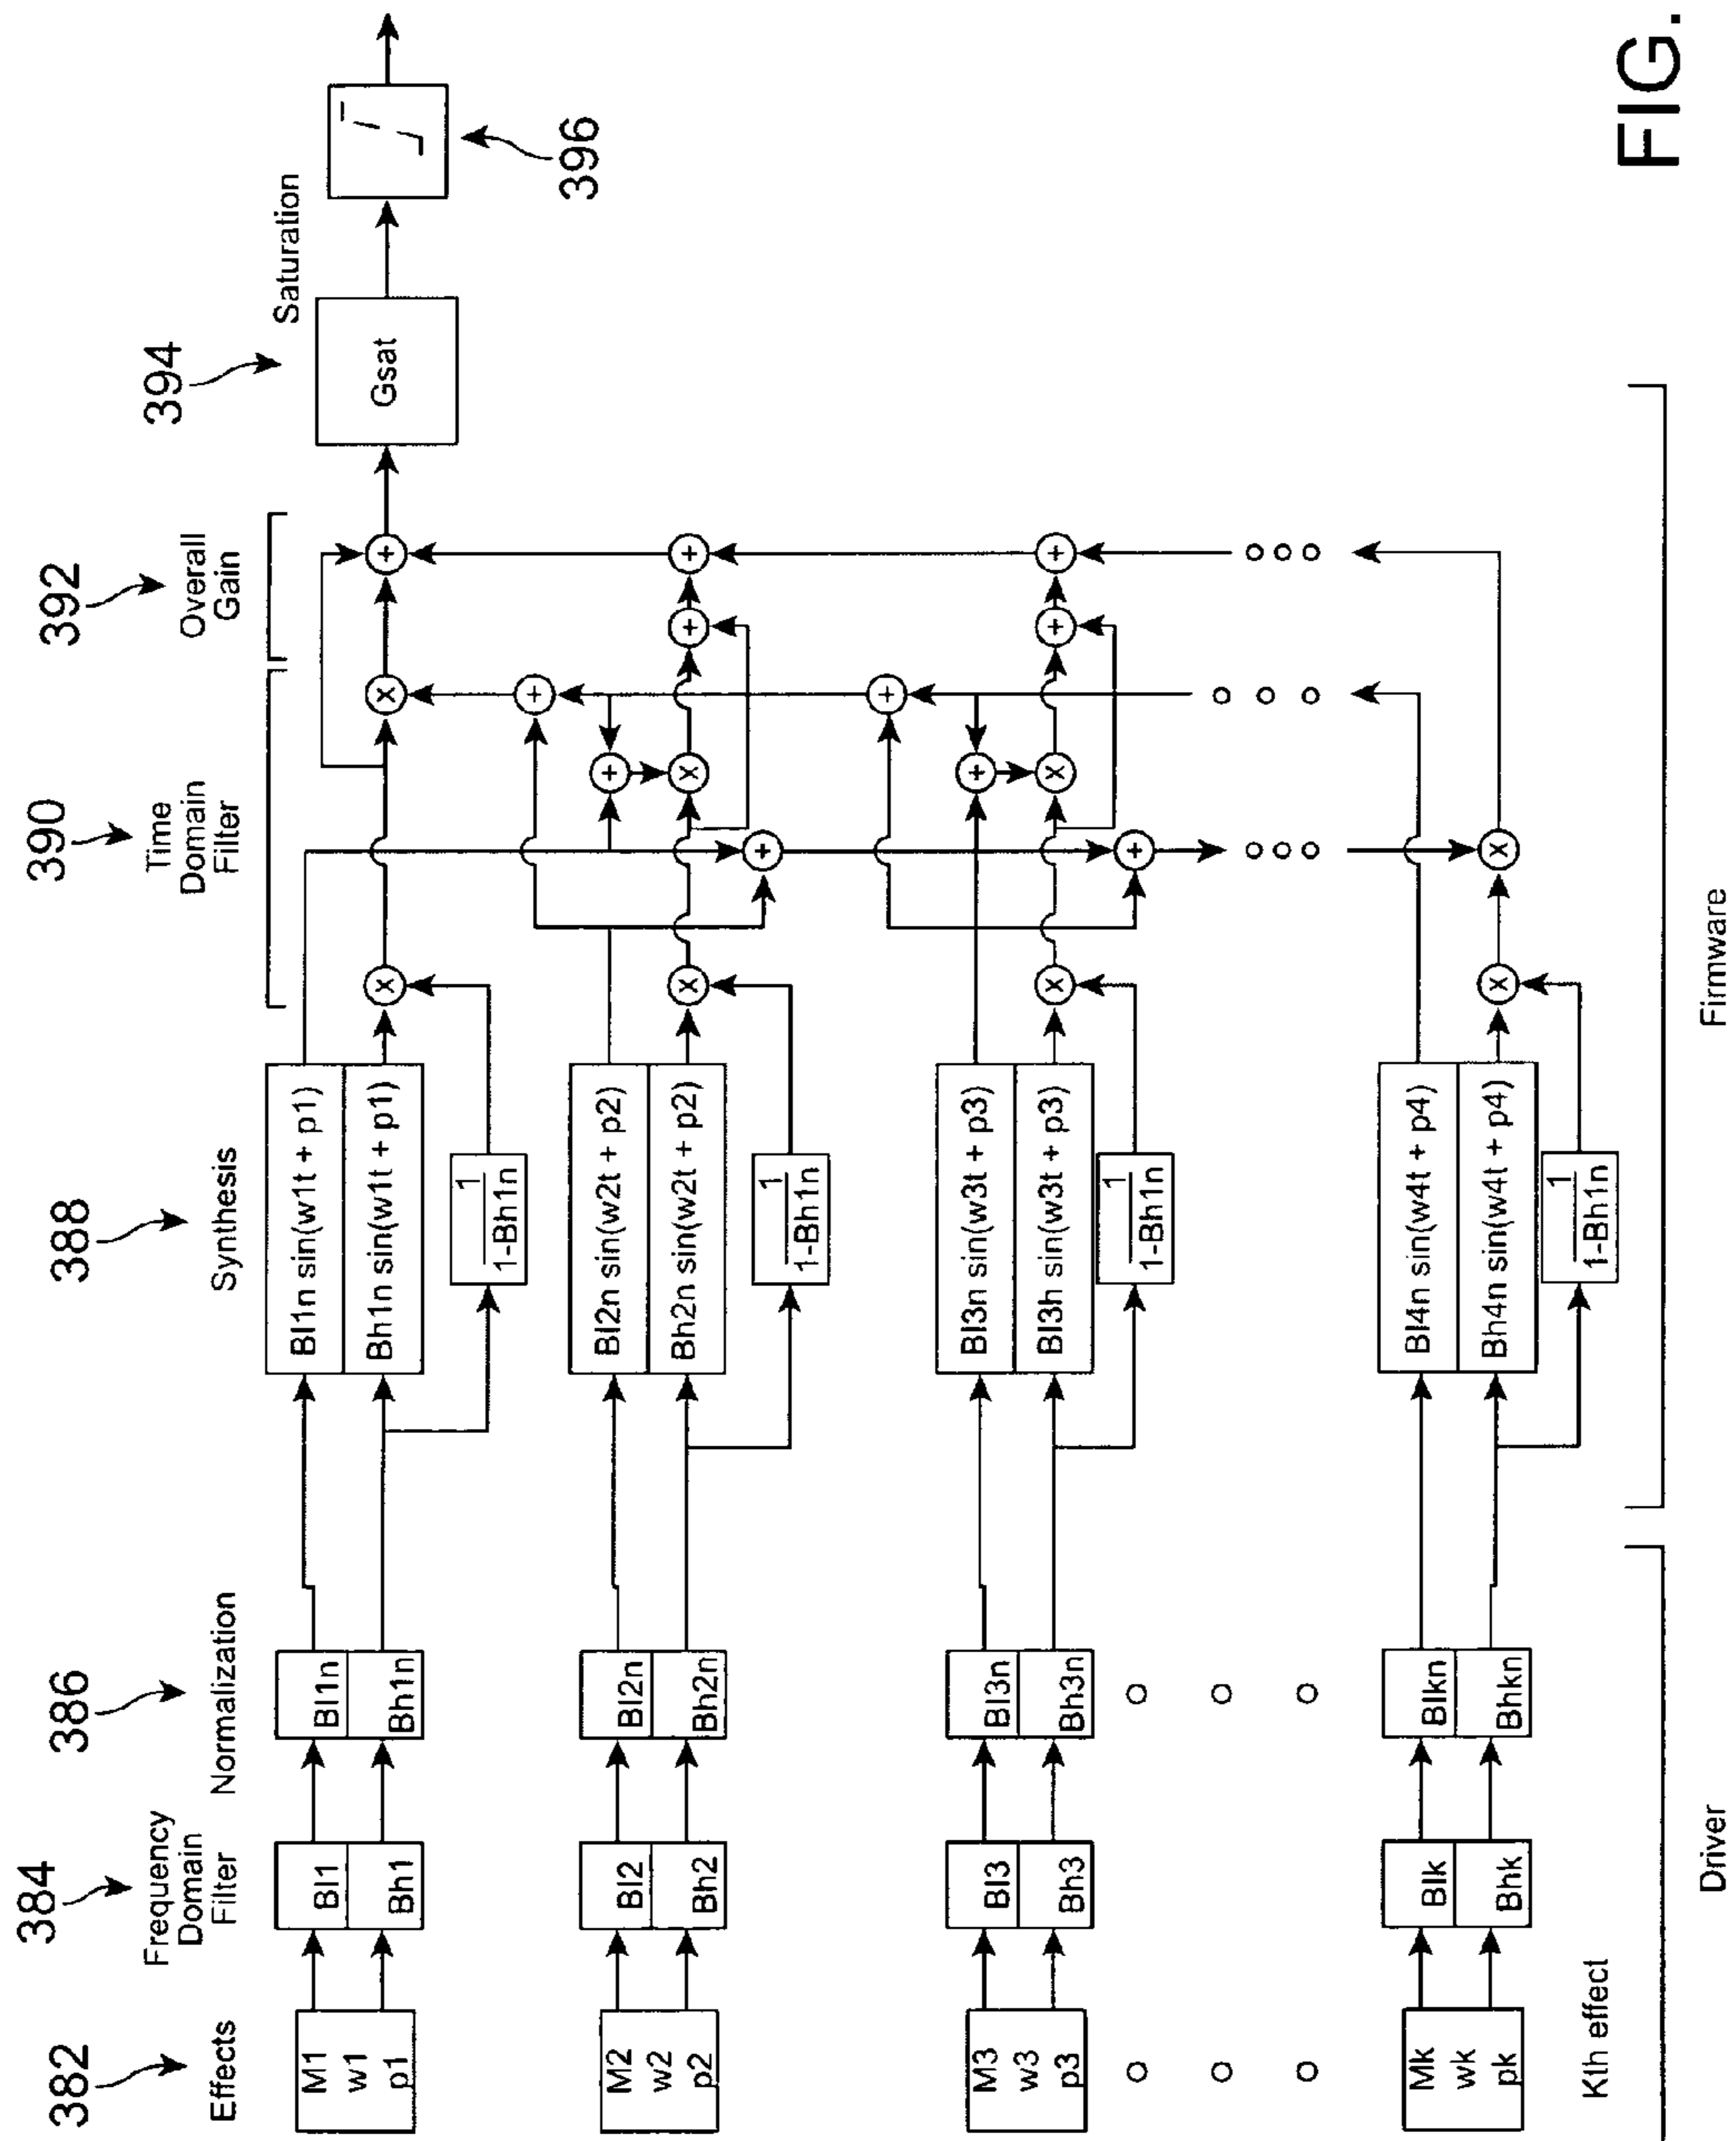 382
384
386
388
390
392
394
396
Effects
Frequency
Domain
Filter
Normalization
Synthesis
Time
Domain
Filter
Overall
Gain
Saturation
M1
w1
p1
Bl1
Bh1
Bl1n
Bh1n
Bl1n sin(w1t + p1)
Bh1n sin(w1t + p1)
1
1-Bh1n
x
x
+
Gsat
+
M2
w2
p2
Bl2
Bh2
Bl2n
Bh2n
Bl2n sin(w2t + p2)
Bh2n sin(w2t + p2)
1
1-Bh1n
x
+
+
x
+
+
+
M3
w3
p3
Bl3
Bh3
Bl3n
Bh3n
Bl3n sin(w3t + p3)
Bl3h sin(w3t + p3)
1
1-Bh1n
x
+
+
x
+
+
Mk
wk
pk
Blk
Bhk
Blkn
Bhkn
Bl4n sin(w4t + p4)
Bh4n sin(w4t + p4)
1
1-Bh1n
x
x
Kth effect
Driver
Firmware
FIG.